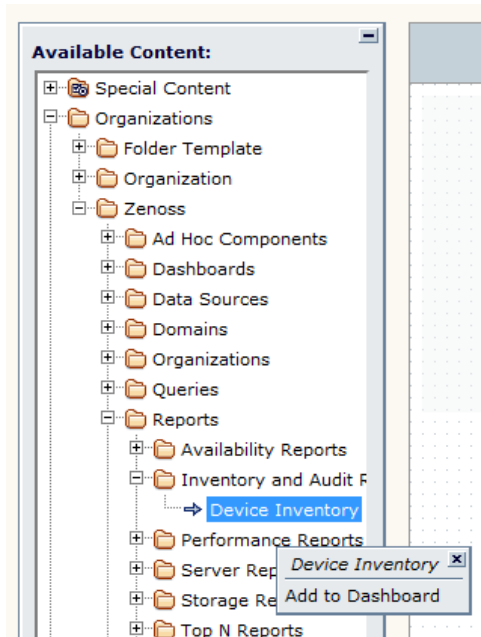 Available Content:
Special Content
Organizations
Folder Template
Organization
Zenoss
Ad Hoc Components
Dashboards
Data Sources
Domains
Organizations
Queries
Reports
Availability Reports
Inventory and Audit R
Device Inventory
Performance Reports
Server Rep
Device Inventory
Storage Re
Add to Dashboard
Top N Reports